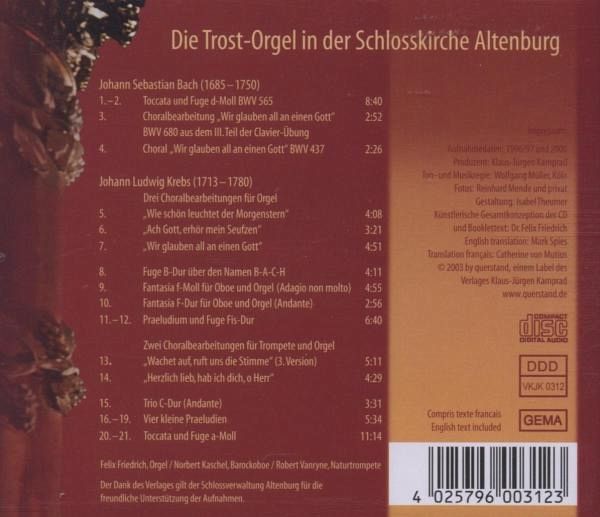 Die Trost-Orgel in der Schlosskirche Altenburg
Johann Sebastian Bach (1685–1750)
1.–2. Toccata und Fuge d-Moll BWV 565 8:40
3. Choralbearbeitung „Wir glauben all an einen Gott“ 2:52
BWV 680 aus dem III. Teil der Clavier-Übung
4. Choral „Wir glauben all an einen Gott“ BWV 437 2:26
Johann Ludwig Krebs (1713–1780)
Drei Choralbearbeitungen für Orgel
5. „Wie schön leuchtet der Morgenstern“ 4:08
6. „Ach Gott, erhör mein Seufzen“ 3:21
7. „Wir glauben all an einen Gott“ 4:51
8. Fuge B-Dur über den Namen B-A-C-H 4:11
9. Fantasia f-Moll für Oboe und Orgel (Adagio non molto) 4:55
10. Fantasia F-Dur für Oboe und Orgel (Andante) 2:56
11.–12. Praeludium und Fuge Fis-Dur 6:40
Zwei Choralbearbeitungen für Trompete und Orgel
13. „Wachet auf, ruft uns die Stimme“ (3. Version) 5:11
14. „Herzlich lieb, hab ich dich, o Herr“ 4:29
15. Trio C-Dur (Andante) 3:31
16.–19. Vier kleine Praeludien 5:34
20.–21. Toccata und Fuge a-Moll 11:14
Felix Friedrich, Orgel / Norbert Kaschel, Barockoboe / Robert Vanryne, Naturtrompete
Der Dank des Verlages gilt der Schlossverwaltung Altenburg für die
freundliche Unterstützung der Aufnahmen.
Impressum:
Aufnahmedaten: 1996/97 und 2000
Produzent: Klaus-Jürgen Kamprad
Ton- und Musikregie: Wolfgang Müller, Köln
Fotos: Reinhard Mende und privat
Gestaltung: Isabel Theumer
Künstlerische Gesamtkonzeption der CD
und Booklettext: Dr. Felix Friedrich
English translation: Mark Spies
Translation français: Catherine von Mutius
© 2003 by querstand, einem Label des
Verlages Klaus-Jürgen Kamprad
www.querstand.de
COMPACT
disc
DIGITAL AUDIO
DDD
VKJK 0312
Compris texte francais
English text included
GEMA
4 025796 003123